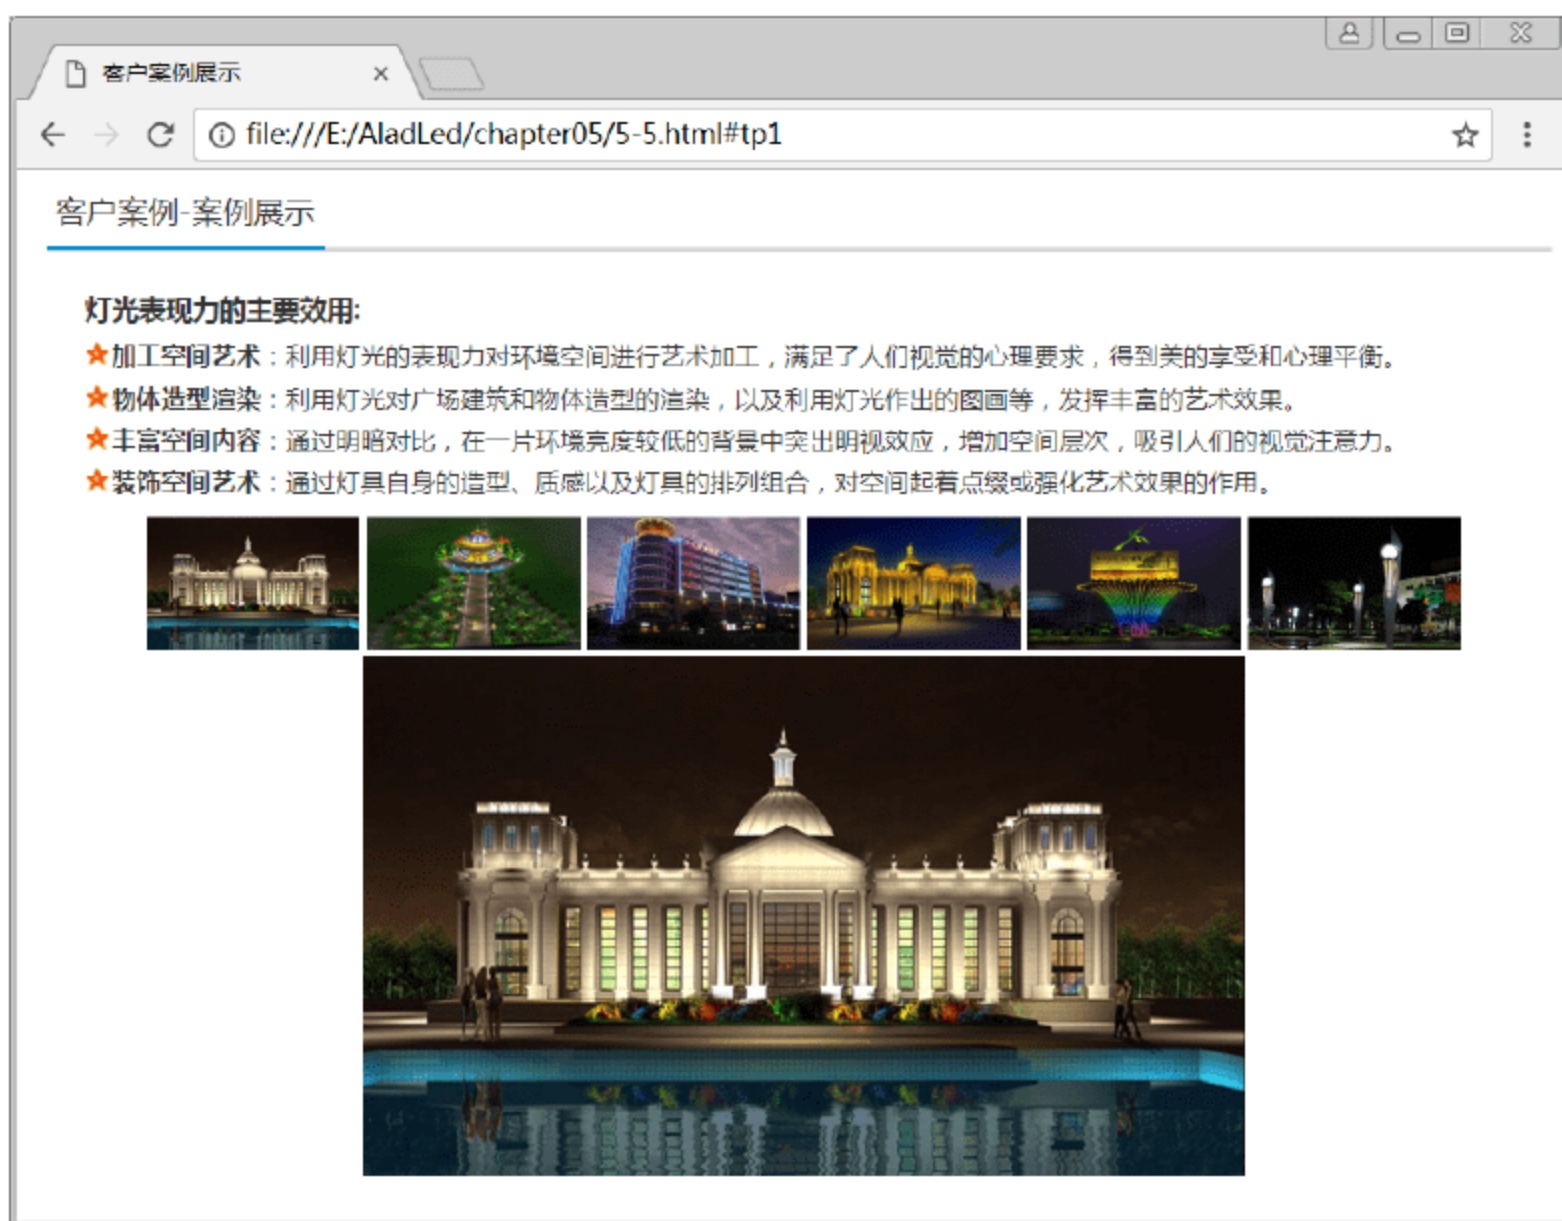 客户案例展示
file:///E:/AladLed/chapter05/5-5.html#tp1
客户案例-案例展示
灯光表现力的主要效用:
加工空间艺术：利用灯光的表现力对环境空间进行艺术加工，满足了人们视觉的心理要求，得到美的享受和心理平衡。
物体造型渲染：利用灯光对广场建筑和物体造型的渲染，以及利用灯光作出的图画等，发挥丰富的艺术效果。
丰富空间内容：通过明暗对比，在一片环境亮度较低的背景中突出明视效应，增加空间层次，吸引人们的视觉注意力。
装饰空间艺术：通过灯具自身的造型、质感以及灯具的排列组合，对空间起着点缀或强化艺术效果的作用。